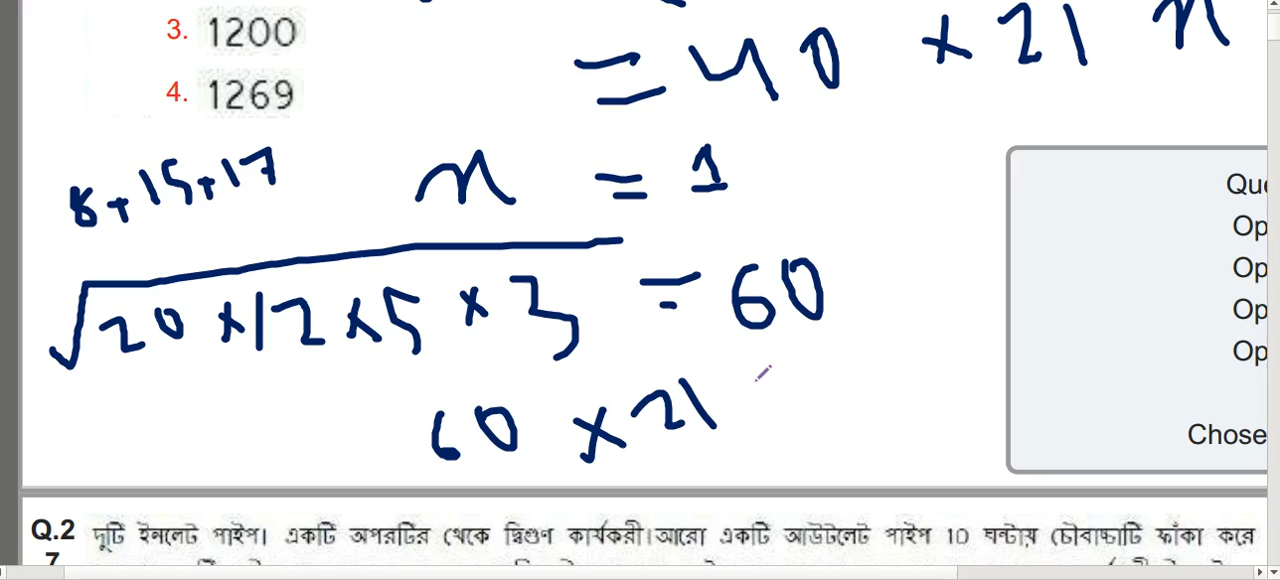 3. 1200
= 40 × 21 x
4. 1269
8+15+17
x = 1
Que
Op
√20×12×5×3 = 60
Op
Op
Op
60 × 21
Chose
Q.2 দুটি ইনলেট পাইপ। একটি অপরটির থেকে দ্বিগুণ কার্যকরী।আরো একটি আউটলেট পাইপ 10 ঘন্টায় চৌবাচ্চাটি ফাঁকা করে
7